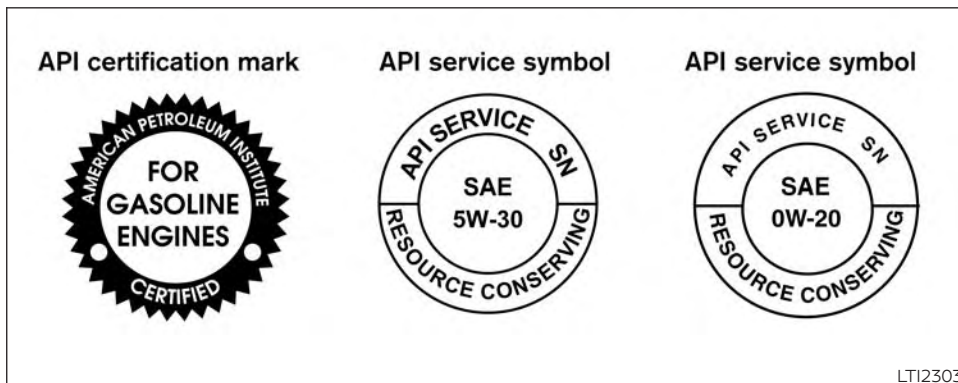 API certification mark
AMERICAN PETROLEUM INSTITUTE
FOR
GASOLINE
ENGINES
CERTIFIED
API service symbol
API SERVICE SN
SAE
5W-30
RESOURCE CONSERVING
API service symbol
API SERVICE SN
SAE
0W-20
RESOURCE CONSERVING
LTI2303